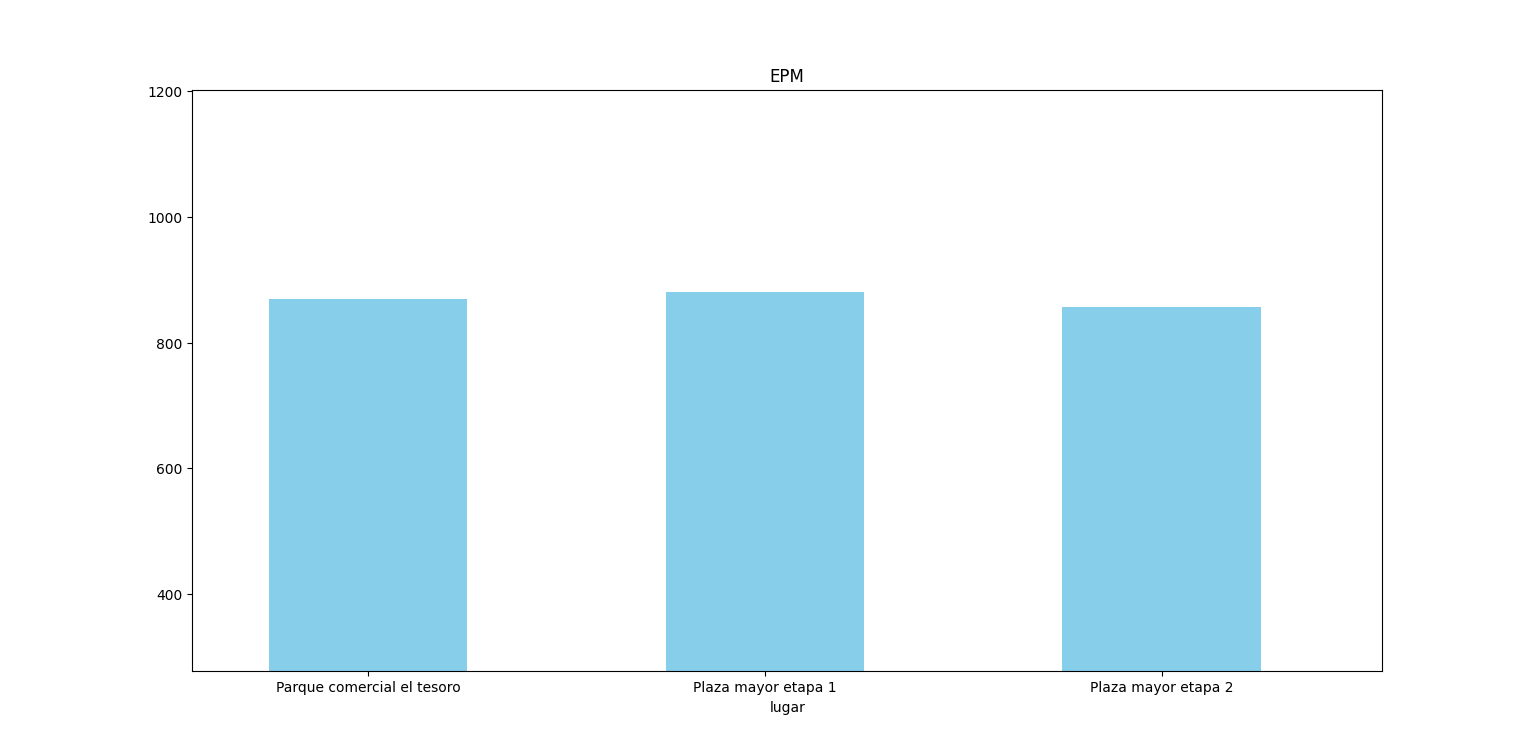 EPM
1200
1000
800
600
400
Parque comercial el tesoro
Plaza mayor etapa 1
Plaza mayor etapa 2
lugar